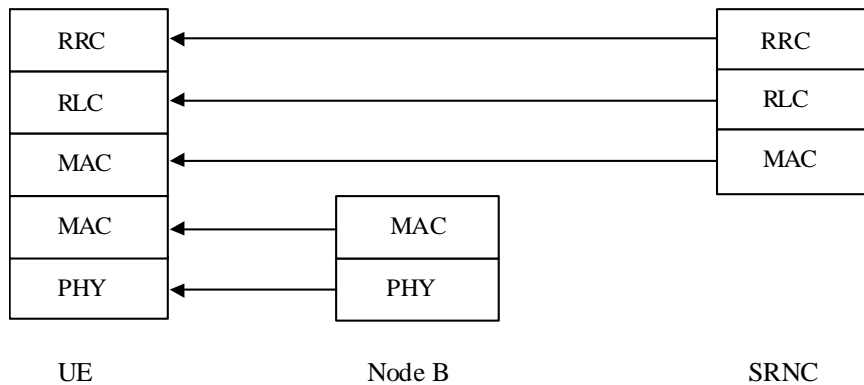 RRC RRC
RLC RLC
MAC MAC
MAC MAC
PHY PHY
UE Node B SRNC